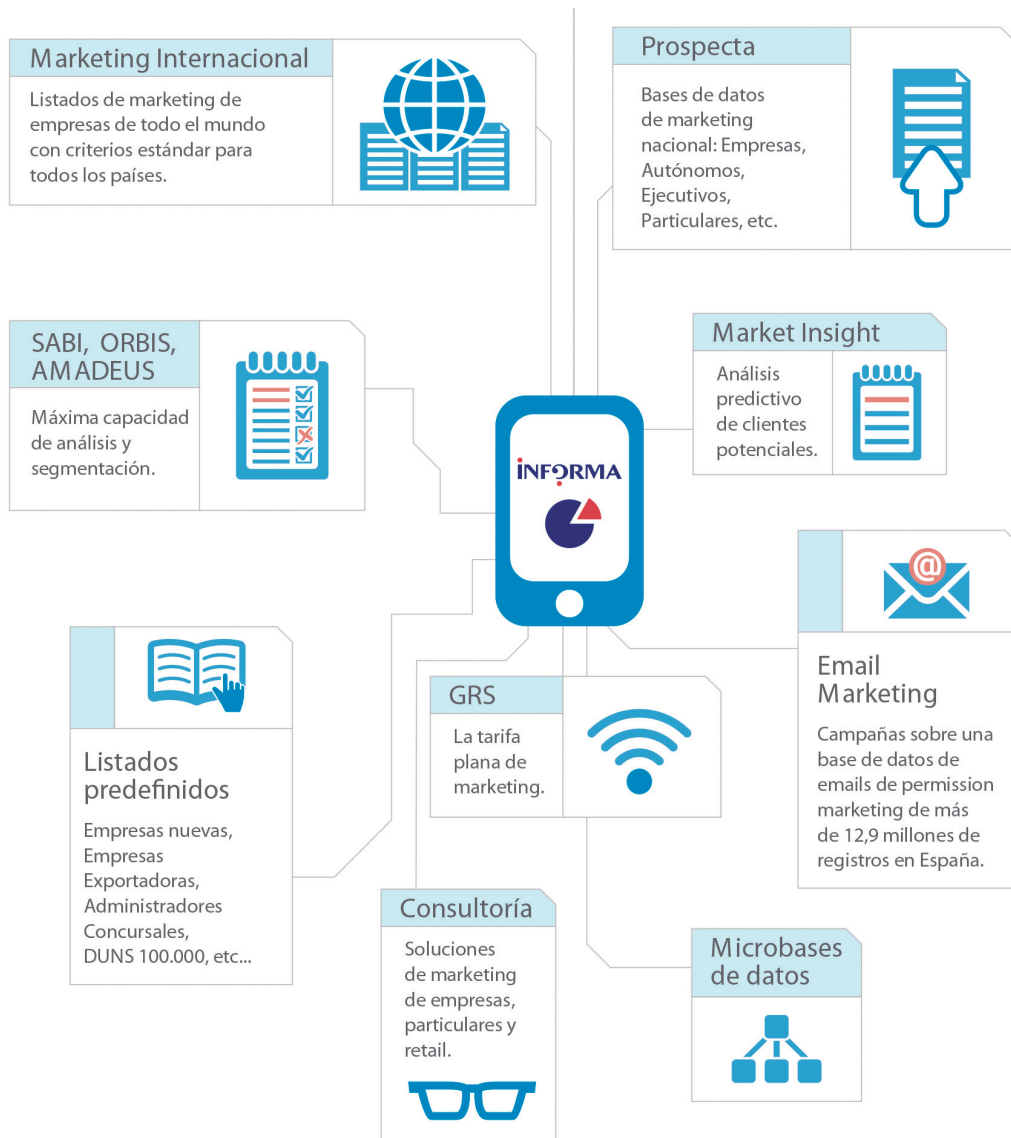 Marketing Internacional
Listados de marketing de
empresas de todo el mundo
con criterios estándar para
todos los países.
Prospecta
Bases de datos
de marketing
nacional: Empresas,
Autónomos,
Ejecutivos,
Particulares, etc.
SABI, ORBIS,
AMADEUS
Máxima capacidad
de análisis y
segmentación.
Market Insight
Análisis
predictivo
de clientes
potenciales.
INFORMA
@
Email
Marketing
Campañas sobre una
base de datos de
emails de permission
marketing de más
de 12,9 millones de
registros en España.
GRS
La tarifa
plana de
marketing.
Listados
predefinidos
Empresas nuevas,
Empresas
Exportadoras,
Administradores
Concursales,
DUNS 100.000, etc...
Consultoría
Soluciones
de marketing
de empresas,
particulares y
retail.
Microbases
de datos